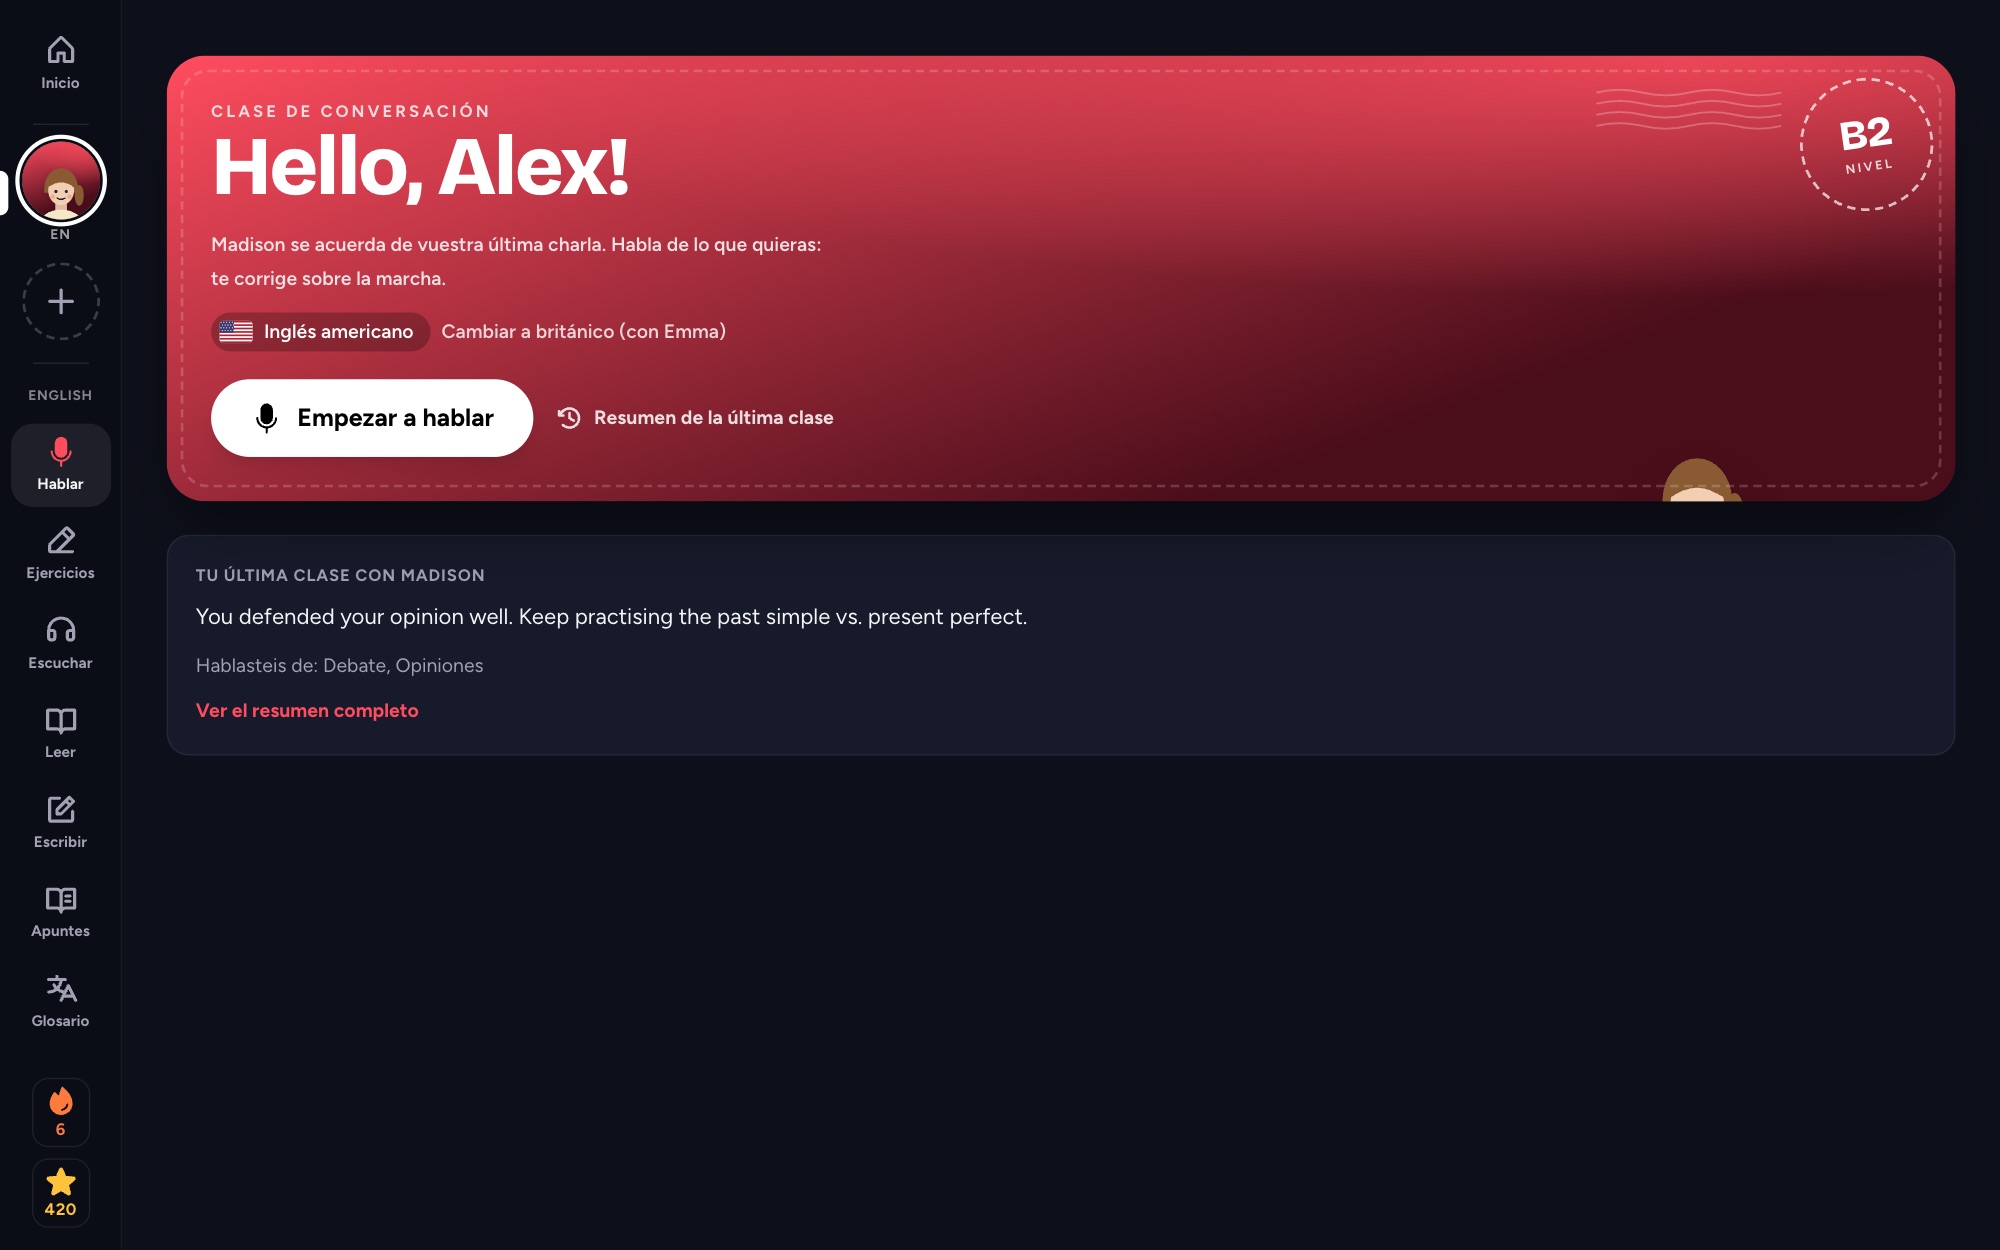 Inicio
EN
ENGLISH
Hablar
Ejercicios
Escuchar
Leer
Escribir
Apuntes
Glosario
6
420
CLASE DE CONVERSACIÓN
Hello, Alex!
Madison se acuerda de vuestra última charla. Habla de lo que quieras:
te corrige sobre la marcha.
Inglés americano Cambiar a británico (con Emma)
Empezar a hablar Resumen de la última clase
B2
NIVEL
TU ÚLTIMA CLASE CON MADISON
You defended your opinion well. Keep practising the past simple vs. present perfect.
Hablasteis de: Debate, Opiniones
Ver el resumen completo